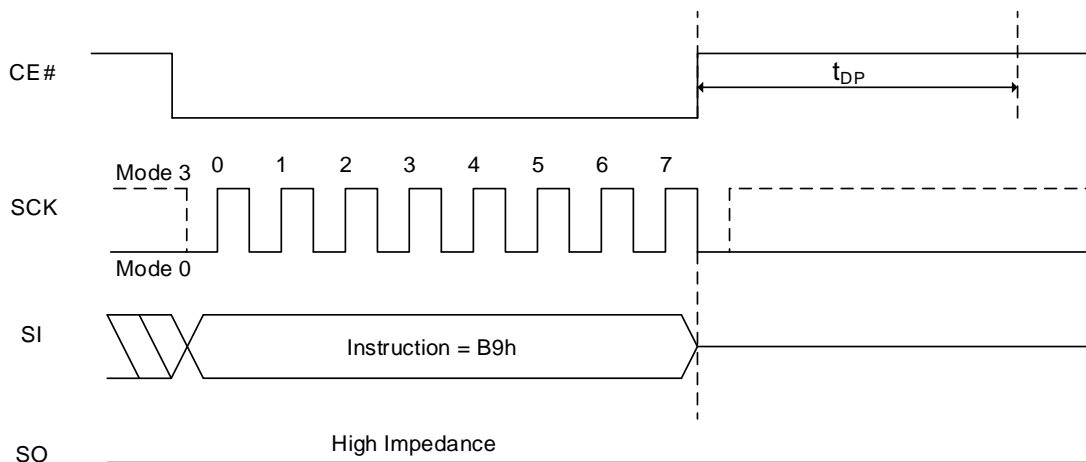 CE#
tDP
Mode 3
0 1 2 3 4 5 6 7
SCK
Mode 0
SI
Instruction = B9h
High Impedance
SO